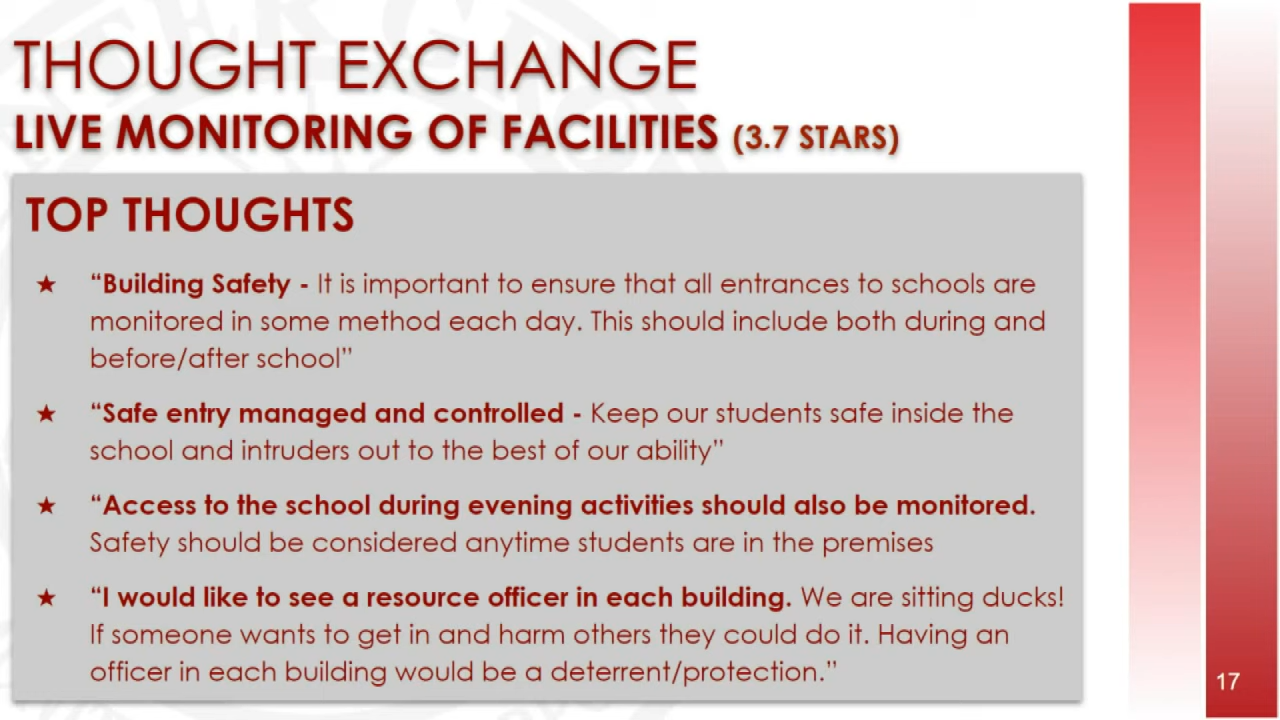 THOUGHT EXCHANGE
LIVE MONITORING OF FACILITIES (3.7 STARS)
TOP THOUGHTS
★ “Building Safety - It is important to ensure that all entrances to schools are
monitored in some method each day. This should include both during and
before/after school”
★ “Safe entry managed and controlled - Keep our students safe inside the
school and intruders out to the best of our ability”
★ “Access to the school during evening activities should also be monitored.
Safety should be considered anytime students are in the premises
★ “I would like to see a resource officer in each building. We are sitting ducks!
If someone wants to get in and harm others they could do it. Having an
officer in each building would be a deterrent/protection.”
17